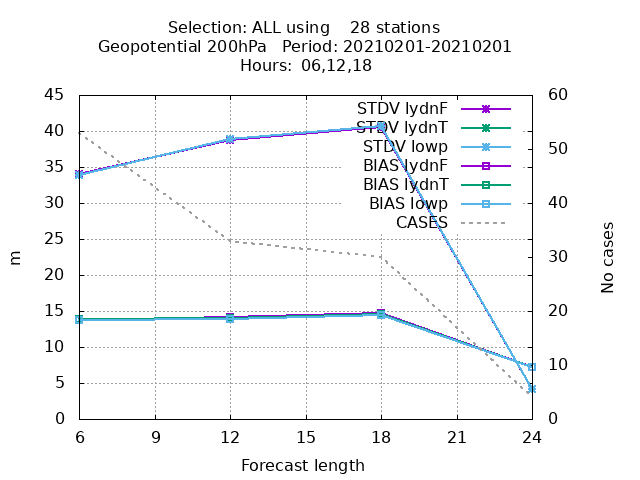 Selection: ALL using 28 stations
Geopotential 200hPa Period: 20210201-20210201
Hours: 06,12,18
45
40
35
30
25
20
15
10
5
0
m
60
50
40
30
20
10
0
No cases
STDV lydnF
STDV lydnT
STDV lowp
BIAS lydnF
BIAS lydnT
BIAS lowp
CASES
6 9 12 15 18 21 24
Forecast length